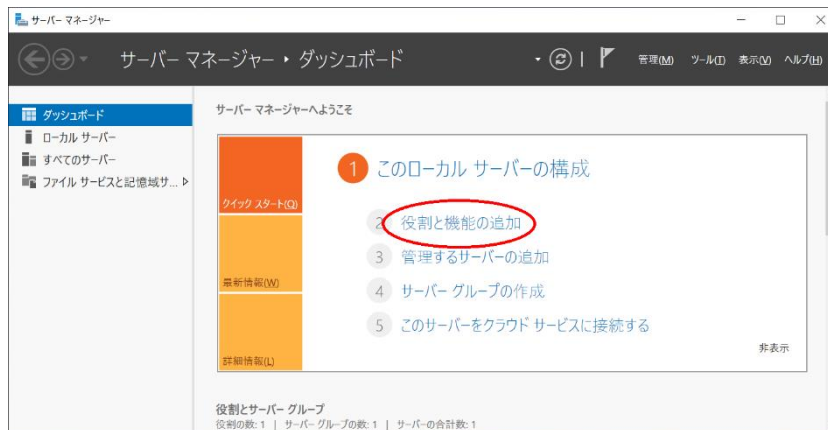 サーバー マネージャー
サーバー マネージャー ・ ダッシュボード
管理(M) ツール(T) 表示(V) ヘルプ(H)
ダッシュボード
ローカル サーバー
すべてのサーバー
ファイル サービスと記憶域サ...
サーバー マネージャーへようこそ
クイック スタート(Q)
最新情報(W)
詳細情報(L)
1 このローカル サーバーの構成
2 役割と機能の追加
3 管理するサーバーの追加
4 サーバー グループの作成
5 このサーバーをクラウド サービスに接続する
非表示
役割とサーバー グループ
役割の数: 1 | サーバー グループの数: 1 | サーバーの合計数: 1